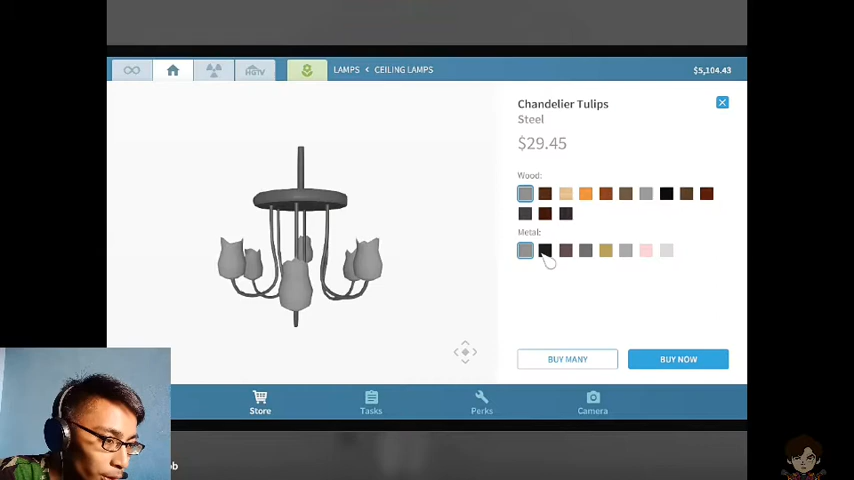 HGTV
LAMPS < CEILING LAMPS
$5,104.43
Chandelier Tulips
Steel
$29.45
Wood:
Metal:
BUY MANY
BUY NOW
Store
Tasks
Perks
Camera